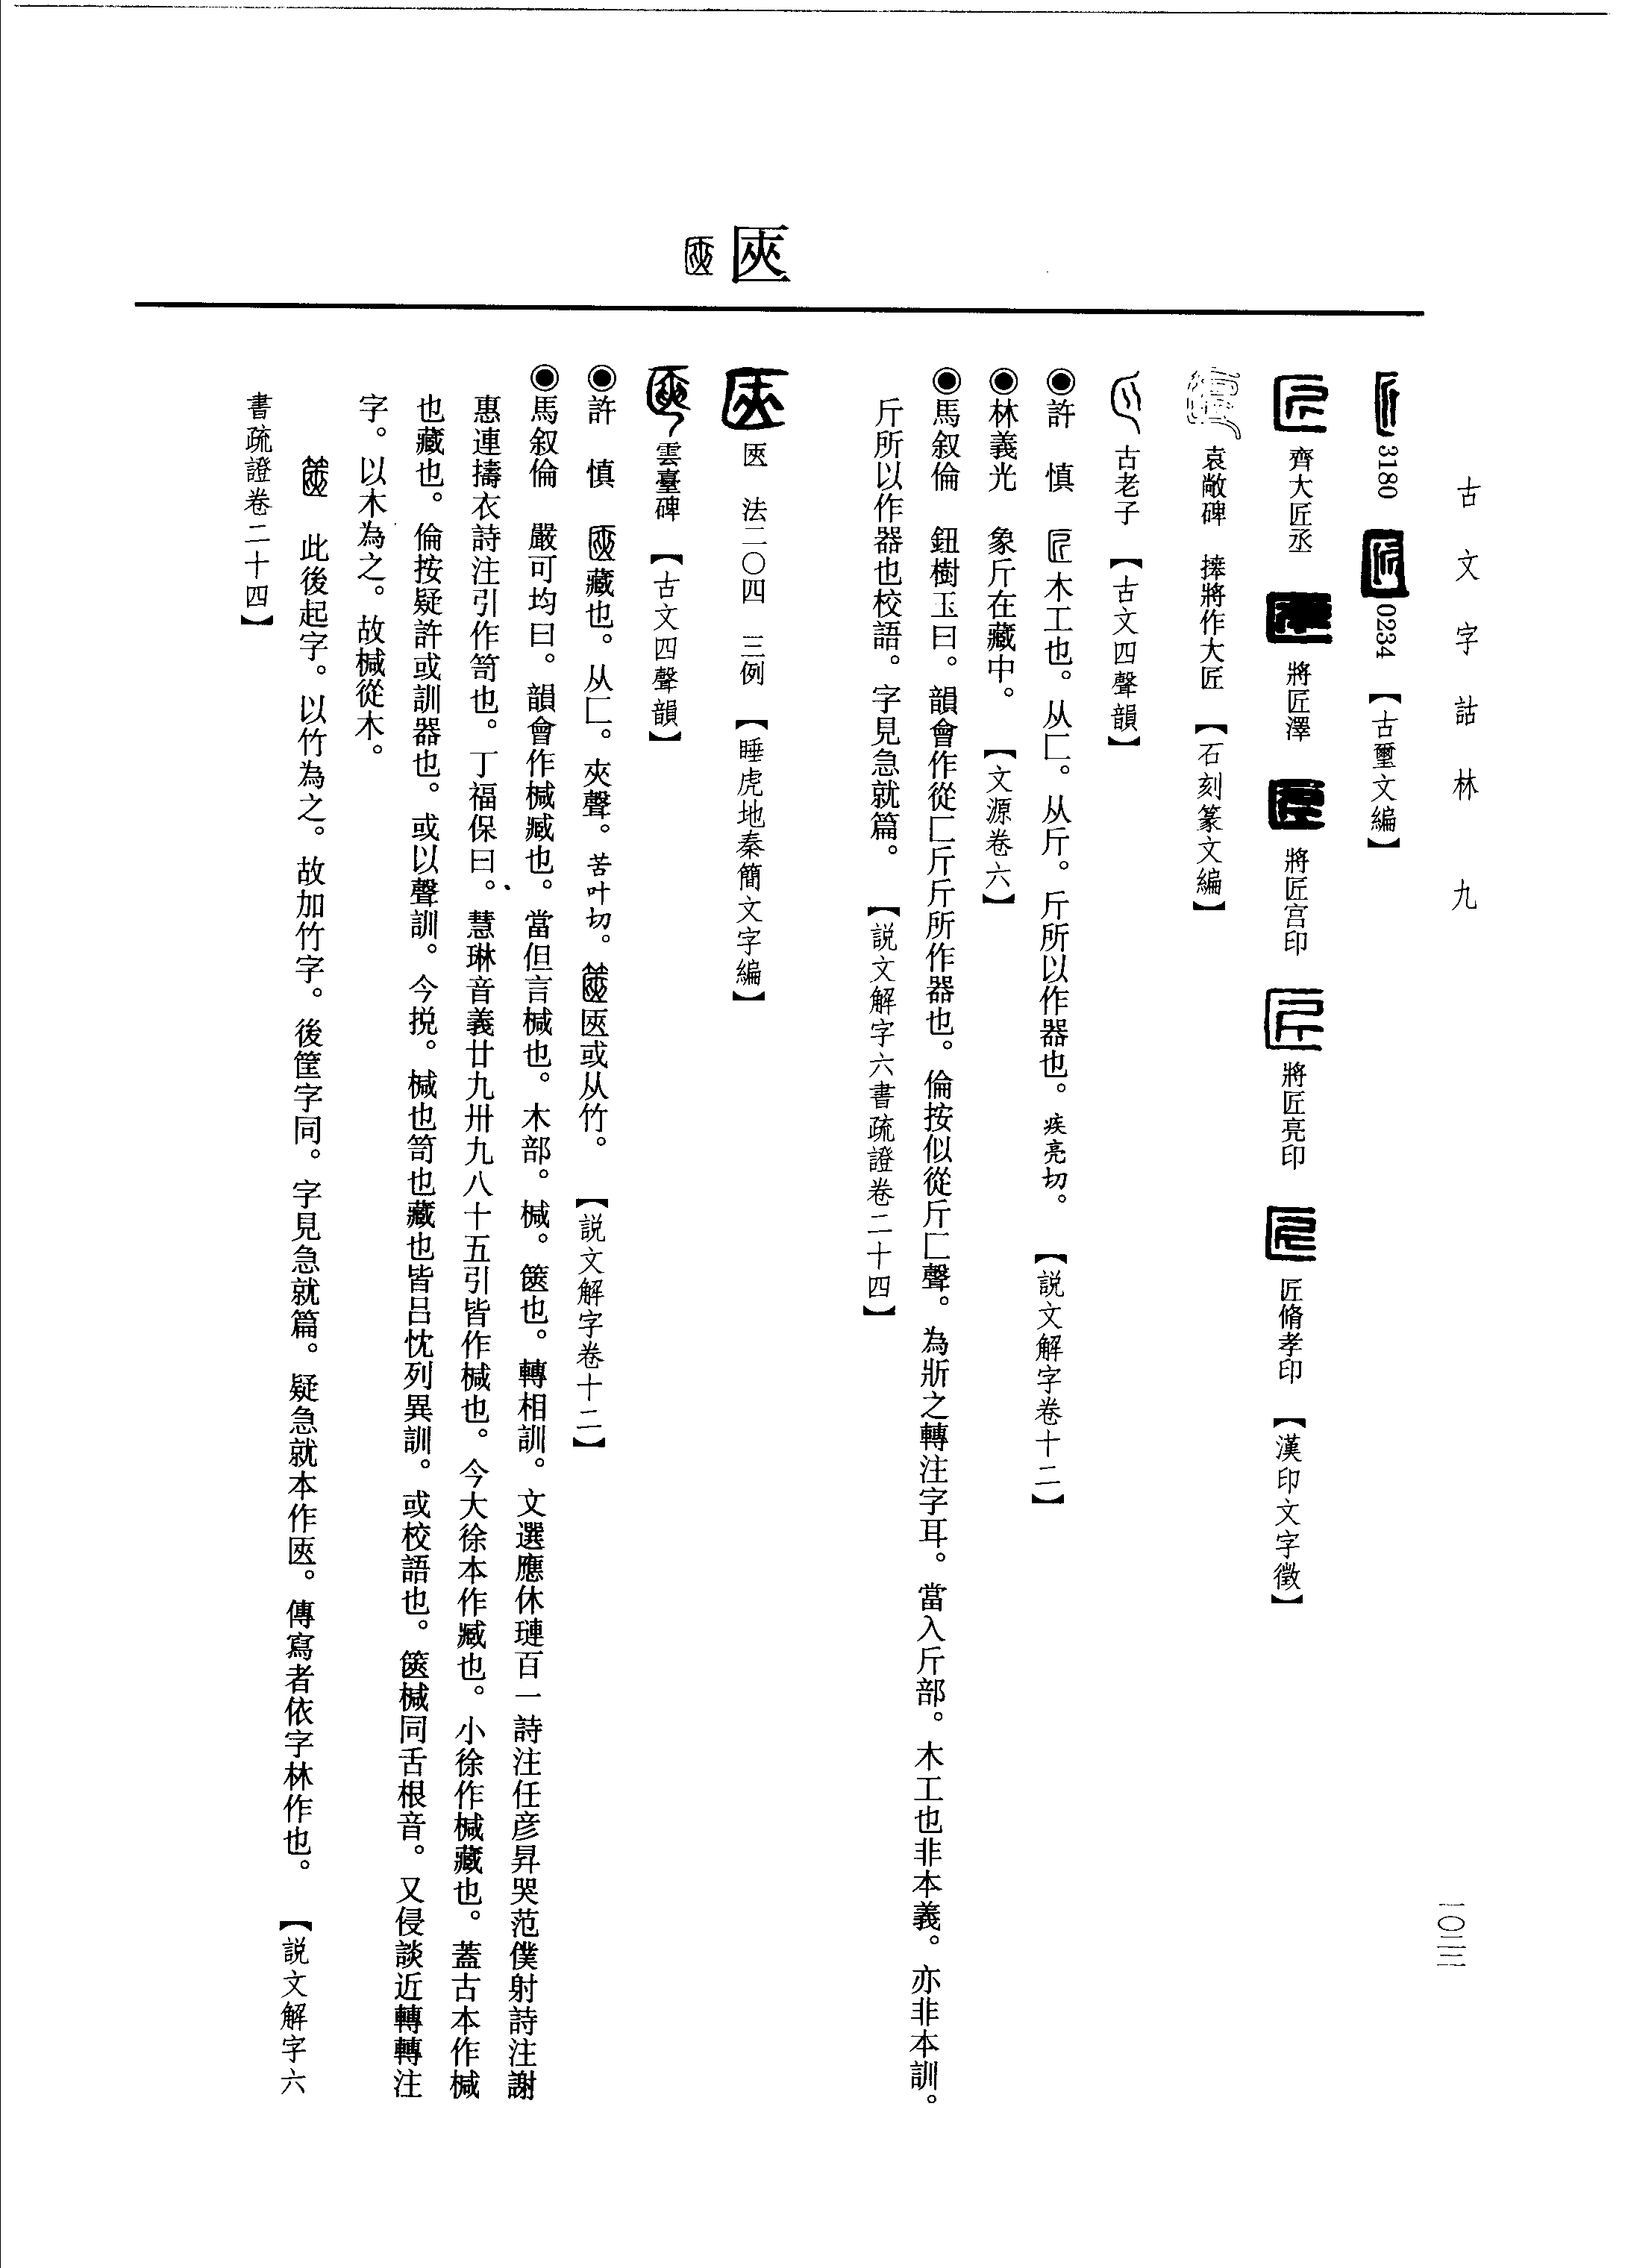 古文字詁林 九
一〇二二
3180 0234 【古璽文編】
齊大匠丞 將匠澤 將匠宫印 將匠亮印 匠脩孝印 【漢印文字徵】
袁敞碑 𢳎將作大匠 【石刻篆文編】
古老子 【古文四聲韻】
◉許 慎 匠木工也。从匚。从斤。斤所以作器也。疾亮切。 【説文解字卷十二】
◉林義光 象斤在藏中。 【文源卷六】
◉馬叙倫 鈕樹玉曰。韻會作從匚斤斤所作器也。倫按似從斤匚聲。為斨之轉注字耳。當入斤部。木工也非本義。亦非本訓。
斤所以作器也校語。字見急就篇。 【説文解字六書疏證卷二十四】
匧
匧 法二〇四 三例 【睡虎地秦簡文字編】
雲臺碑 【古文四聲韻】
◉許 慎 匧藏也。从匚。夾聲。苦叶切。篋匧或从竹。 【説文解字卷十二】
◉馬叙倫 嚴可均曰。韻會作椷臧也。當但言椷也。木部。椷。篋也。轉相訓。文選應休璉百一詩注任彦昇哭范僕射詩注謝
惠連擣衣詩注引作笥也。丁福保曰。慧琳音義廿九卅九八十五引皆作椷也。今大徐本作臧也。小徐作椷藏也。蓋古本作椷
也藏也。倫按疑許或訓器也。或以聲訓。今挩。椷也笥也藏也皆吕忱列異訓。或校語也。篋椷同舌根音。又侵談近轉轉注
字。以木為之。故椷從木。
篋 此後起字。以竹為之。故加竹字。後筐字同。字見急就篇。疑急就本作匧。傳寫者依字林作也。 【説文解字六
書疏證卷二十四】